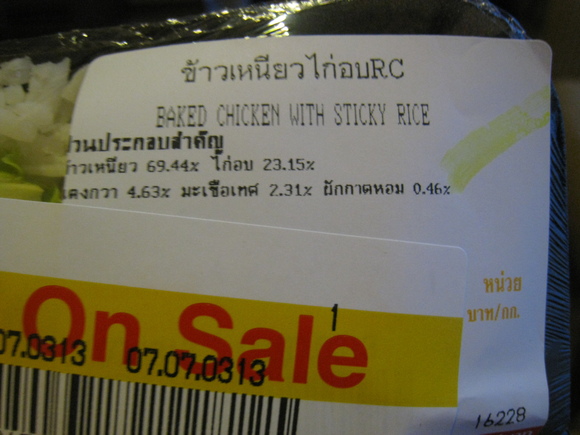 ข้าวเหนียวไก่อบRC
BAKED CHICKEN WITH STICKY RICE
ส่วนประกอบสำคัญ
ข้าวเหนียว 69.44% ไก่อบ 23.15%
แตงกวา 4.63% มะเขือเทศ 2.31% ผักกาดหอม 0.46%
หน่วย
บาท/กก.
On Sale
1
07.0313 07.07.0313
16228